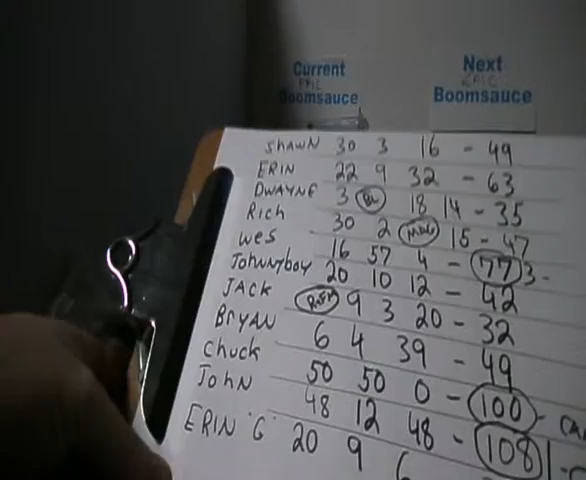 Current
Boomsauce
Next
Boomsauce
SHAWN 30 3 16 - 49
ERIN 22 9 32 - 63
DWAYNE 3 18 14 - 35
Rich 30 2 15 - 47
Wes 16 57 4 - 77 3-
JohnnyBoy 20 10 12 - 42
JACK 9 3 20 - 32
BRYAN 6 4 39 - 49
Chuck 50 50 0 - 100 -
JOHN 48 12 48 - 108
ERIN "G" 20 9